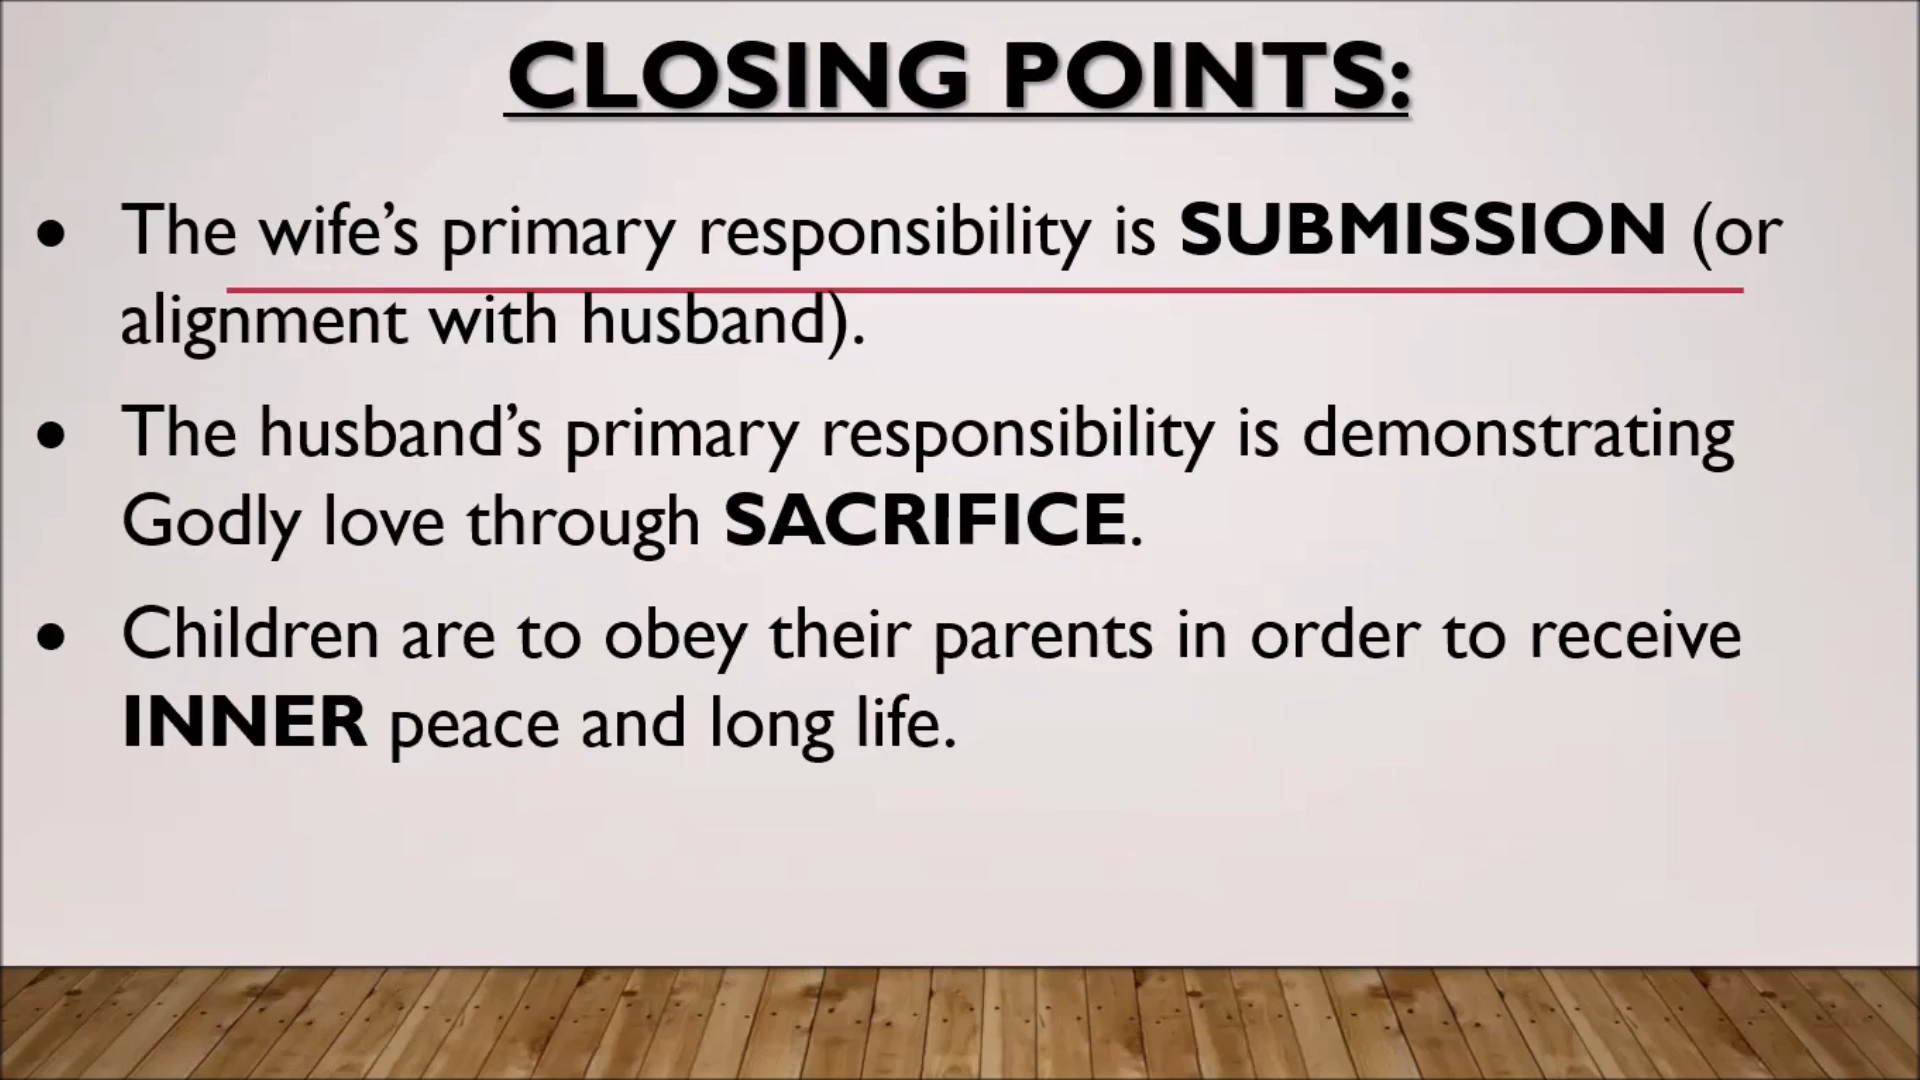 CLOSING POINTS:
• The wife’s primary responsibility is SUBMISSION (or
alignment with husband).
• The husband’s primary responsibility is demonstrating
Godly love through SACRIFICE.
• Children are to obey their parents in order to receive
INNER peace and long life.